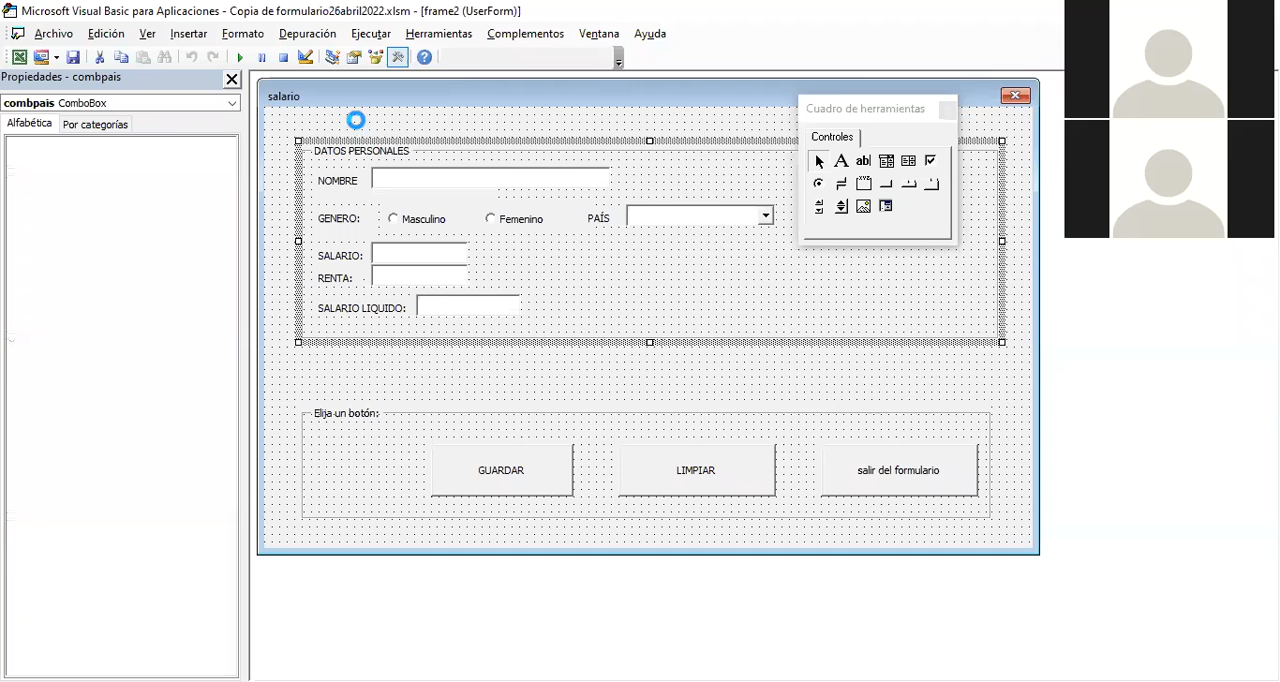 Microsoft Visual Basic para Aplicaciones - Copia de formulario26abril2022.xlsm - [frame2 (UserForm)]
Archivo Edición Ver Insertar Formato Depuración Ejecutar Herramientas Complementos Ventana Ayuda
Propiedades - combpais
combpais ComboBox
Alfabética Por categorías
salario
Cuadro de herramientas
Controles
DATOS PERSONALES
NOMBRE
GENERO: Masculino Femenino PAÍS
SALARIO:
RENTA:
SALARIO LIQUIDO:
Elija un botón:
GUARDAR LIMPIAR salir del formulario